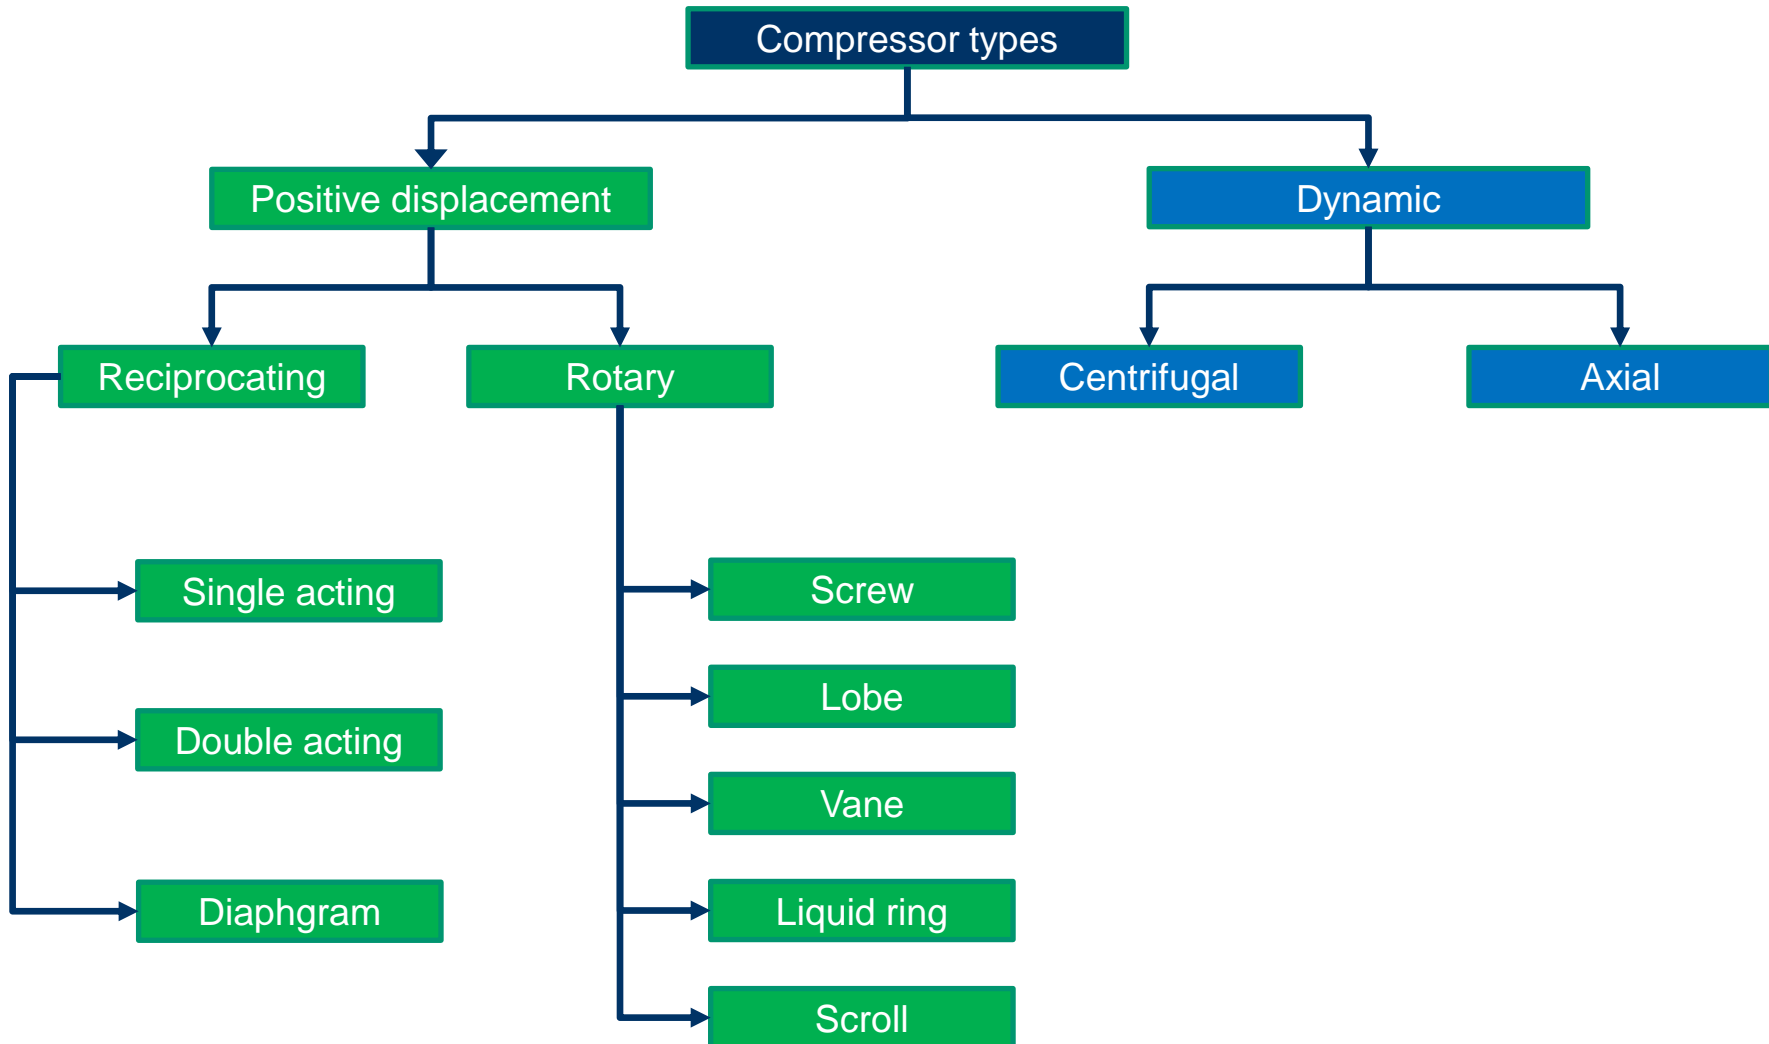 Compressor types
Positive displacement
Dynamic
Reciprocating
Rotary
Centrifugal
Axial
Single acting
Double acting
Diaphgram
Screw
Lobe
Vane
Liquid ring
Scroll